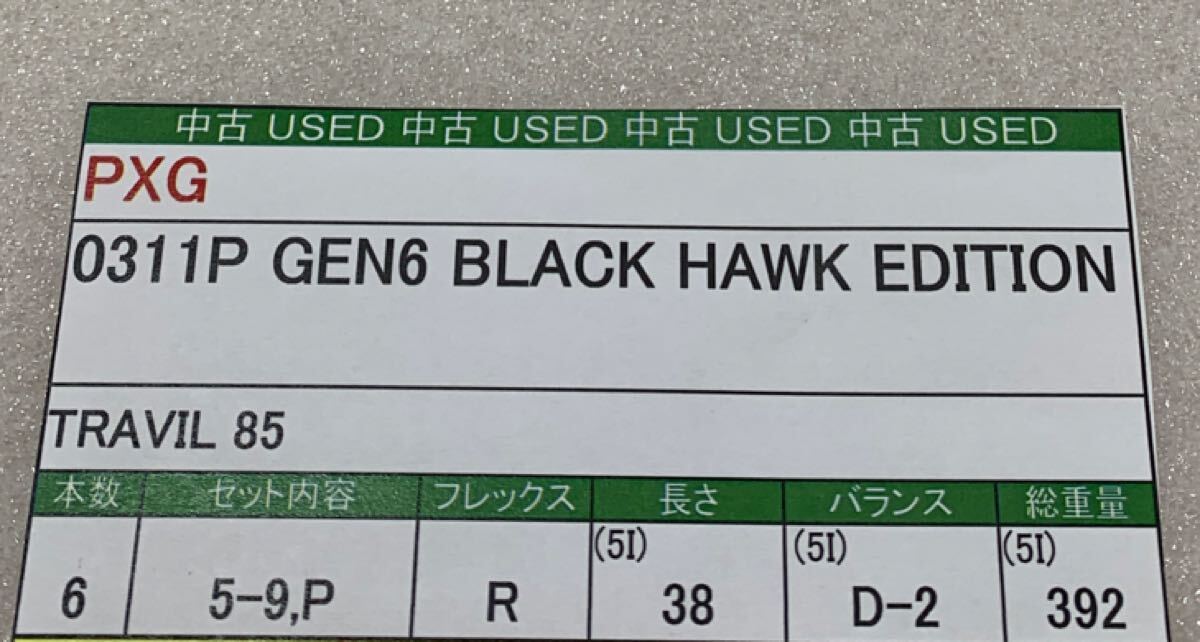 中古 USED 中古 USED 中古 USED 中古 USED
PXG
0311P GEN6 BLACK HAWK EDITION
TRAVIL 85
本数 セット内容 フレックス 長さ バランス 総重量
(5I) (5I) (5I)
6 5-9,P R 38 D-2 392